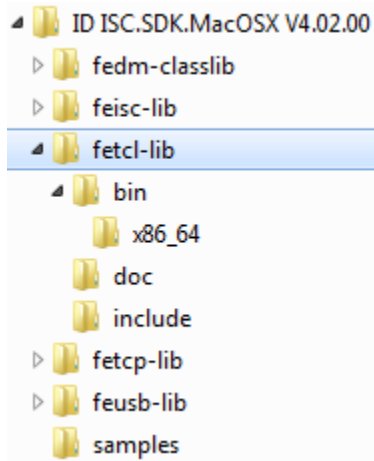 ID ISC.SDK.MacOSX V4.02.00
fedm-classlib
feisc-lib
fetcl-lib
bin
x86_64
doc
include
fetcp-lib
feusb-lib
samples